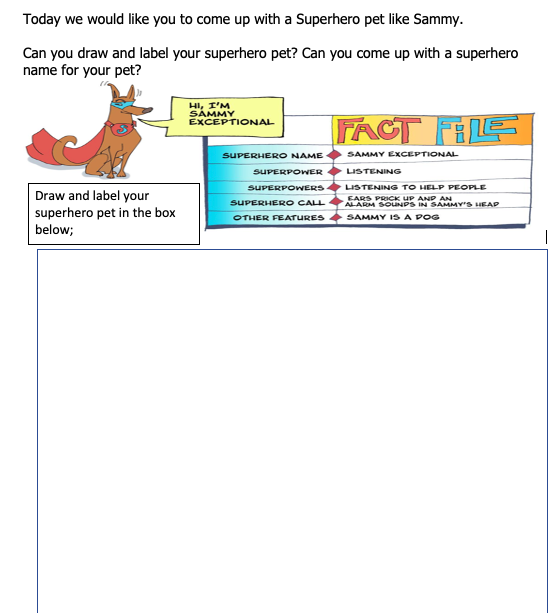 Today we would like you to come up with a Superhero pet like Sammy.
Can you draw and label your superhero pet? Can you come up with a superhero
name for your pet?
HI, I'M
SAMMY
EXCEPTIONAL
FACT FILE
SUPERHERO NAME SAMMY EXCEPTIONAL
SUPERPOWER LISTENING
SUPERPOWERS LISTENING TO HELP PEOPLE
SUPERHERO CALL EARS PRICK UP AND AN
ALARM SOUNDS IN SAMMY'S HEAD
OTHER FEATURES SAMMY IS A DOG
Draw and label your
superhero pet in the box
below;